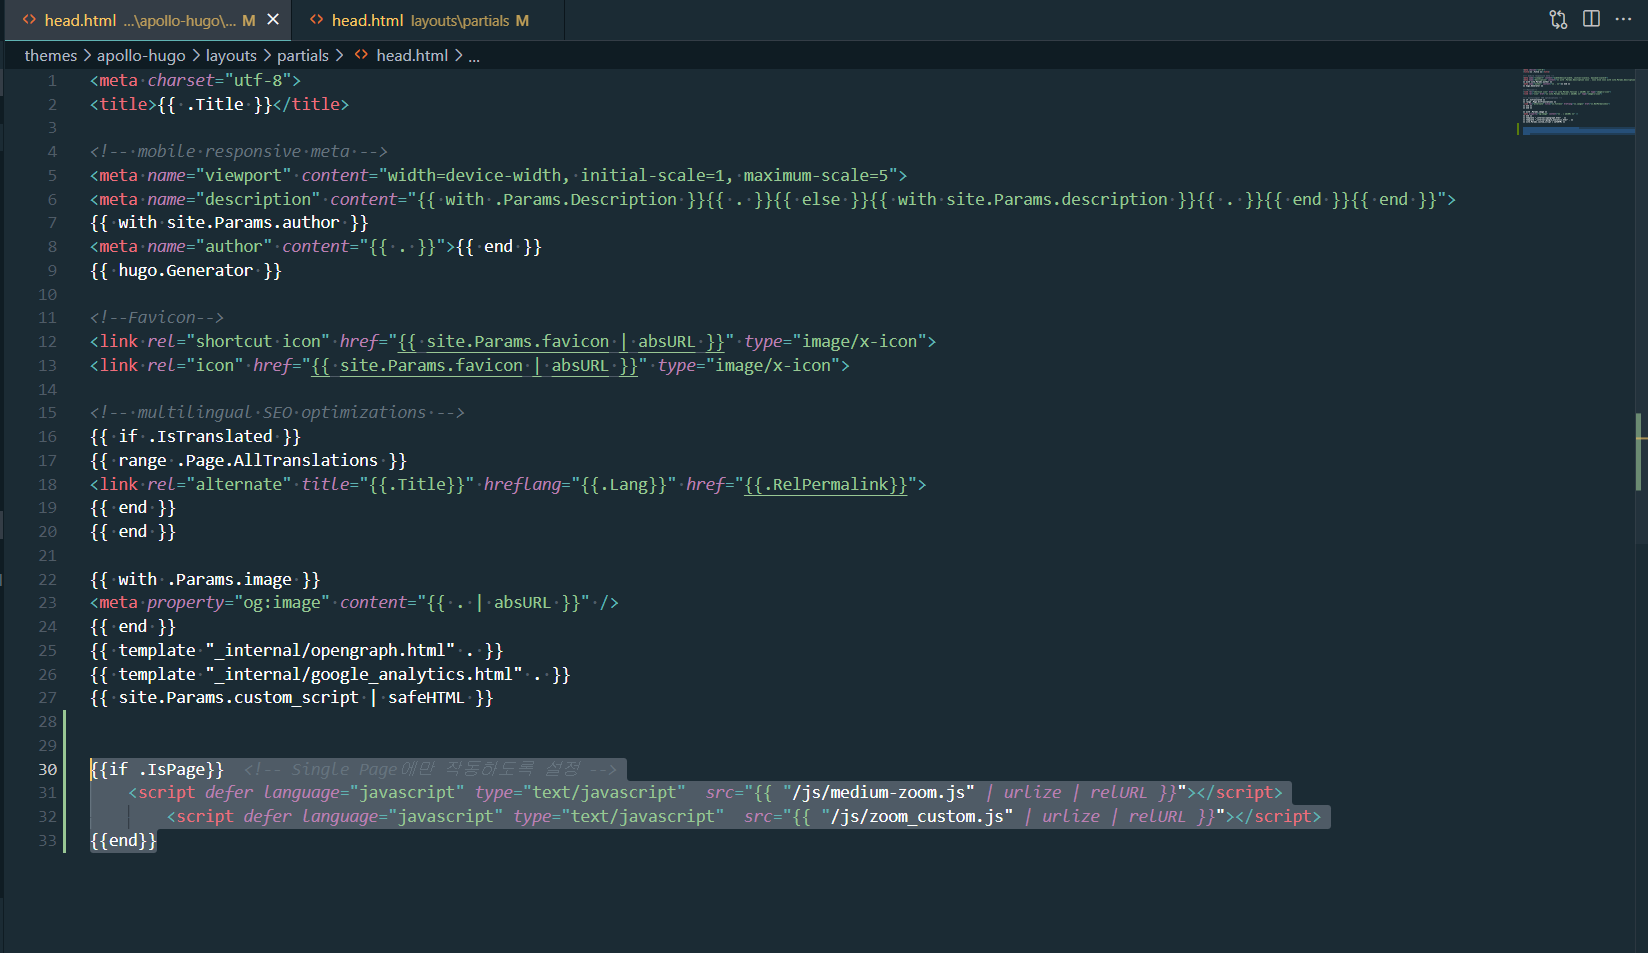 head.html ...\apollo-hugo\... M
head.html layouts\partials M
themes > apollo-hugo > layouts > partials > head.html > ...
1 <meta charset="utf-8">
2 <title>{{ .Title }}</title>
3
4 <!-- mobile responsive meta -->
5 <meta name="viewport" content="width=device-width, initial-scale=1, maximum-scale=5">
6 <meta name="description" content="{{ with .Params.Description }}{{ . }}{{ else }}{{ with site.Params.description }}{{ . }}{{ end }}{{ end }}">
7 {{ with site.Params.author }}
8 <meta name="author" content="{{ . }}">{{ end }}
9 {{ hugo.Generator }}
10
11 <!--Favicon-->
12 <link rel="shortcut icon" href="{{ site.Params.favicon | absURL }}" type="image/x-icon">
13 <link rel="icon" href="{{ site.Params.favicon | absURL }}" type="image/x-icon">
14
15 <!-- multilingual SEO optimizations -->
16 {{ if .IsTranslated }}
17 {{ range .Page.AllTranslations }}
18 <link rel="alternate" title="{{.Title}}" hreflang="{{.Lang}}" href="{{.RelPermalink}}">
19 {{ end }}
20 {{ end }}
21
22 {{ with .Params.image }}
23 <meta property="og:image" content="{{ . | absURL }}" />
24 {{ end }}
25 {{ template "_internal/opengraph.html" . }}
26 {{ template "_internal/google_analytics.html" . }}
27 {{ site.Params.custom_script | safeHTML }}
28
29
30 {{if .IsPage}}  <!-- Single Page에만 작동하도록 설정 -->
31     <script defer language="javascript" type="text/javascript"  src="{{ "/js/medium-zoom.js" | urlize | relURL }}"></script>
32         <script defer language="javascript" type="text/javascript"  src="{{ "/js/zoom_custom.js" | urlize | relURL }}"></script>
33 {{end}}